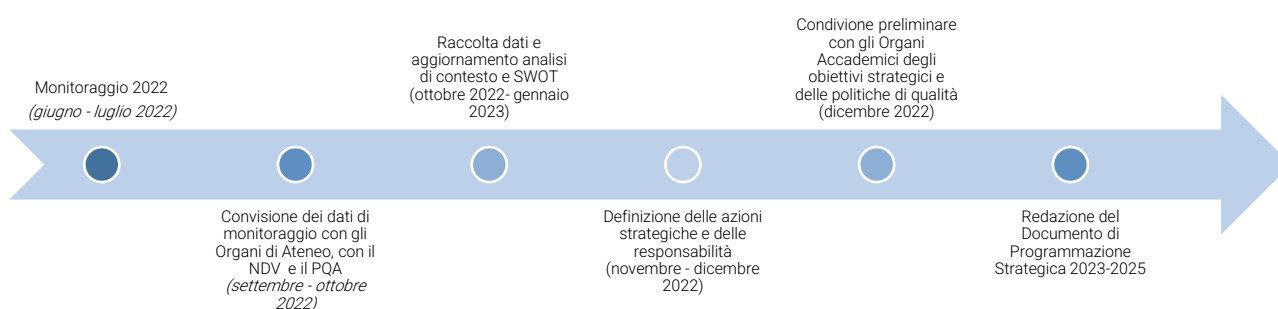 Monitoraggio 2022
(giugno - luglio 2022)
Convisione dei dati di
monitoraggio con gli
Organi di Ateneo, con il
NDV e il PQA
(settembre - ottobre
2022)
Raccolta dati e
aggiornamento analisi
di contesto e SWOT
(ottobre 2022- gennaio
2023)
Definizione delle azioni
strategiche e delle
responsabilità
(novembre - dicembre
2022)
Condivione preliminare
con gli Organi
Accademici degli
obiettivi strategici e
delle politiche di qualità
(dicembre 2022)
Redazione del
Documento di
Programmazione
Strategica 2023-2025